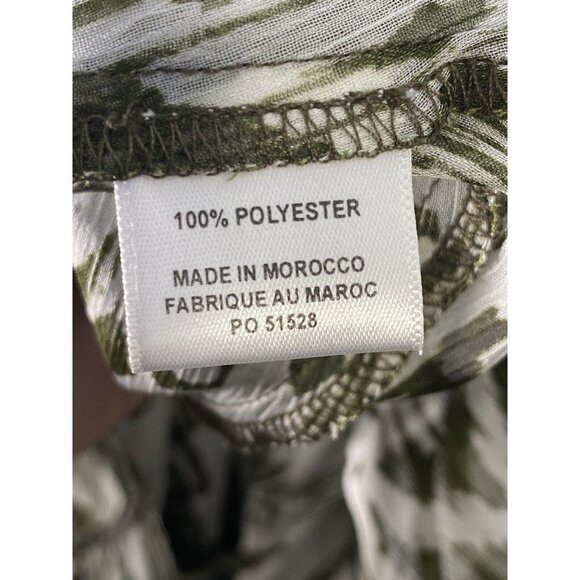 100% POLYESTER
MADE IN MOROCCO
FABRIQUE AU MAROC
PO 51528